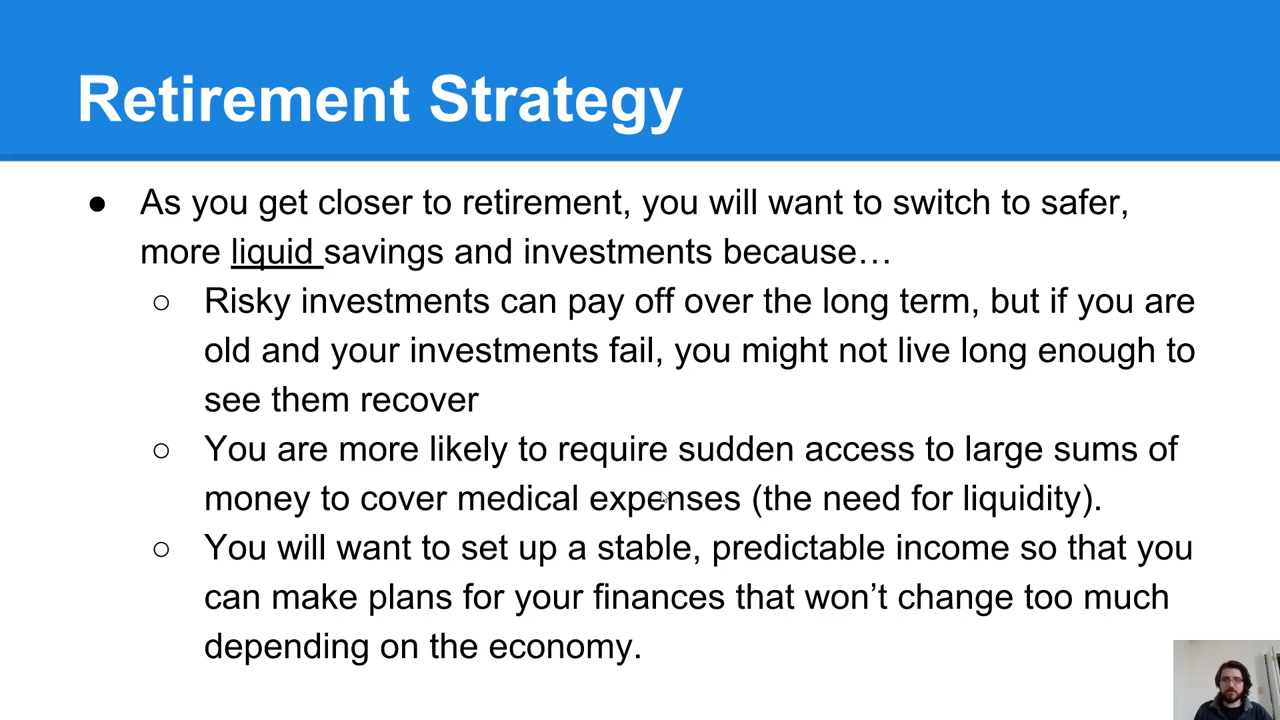 Retirement Strategy
● As you get closer to retirement, you will want to switch to safer,
more liquid savings and investments because…
○ Risky investments can pay off over the long term, but if you are
old and your investments fail, you might not live long enough to
see them recover
○ You are more likely to require sudden access to large sums of
money to cover medical expenses (the need for liquidity).
○ You will want to set up a stable, predictable income so that you
can make plans for your finances that won’t change too much
depending on the economy.